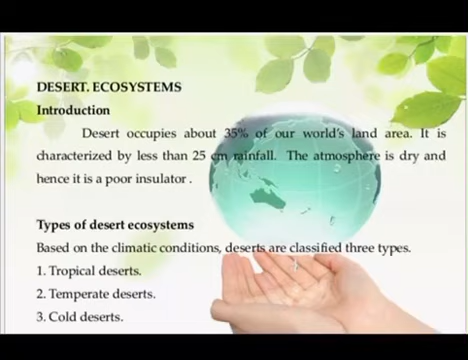 DESERT. ECOSYSTEMS
Introduction
Desert occupies about 35% of our world's land area. It is
characterized by less than 25 cm rainfall. The atmosphere is dry and
hence it is a poor insulator .
Types of desert ecosystems
Based on the climatic conditions, deserts are classified three types.
1. Tropical deserts.
2. Temperate deserts.
3. Cold deserts.